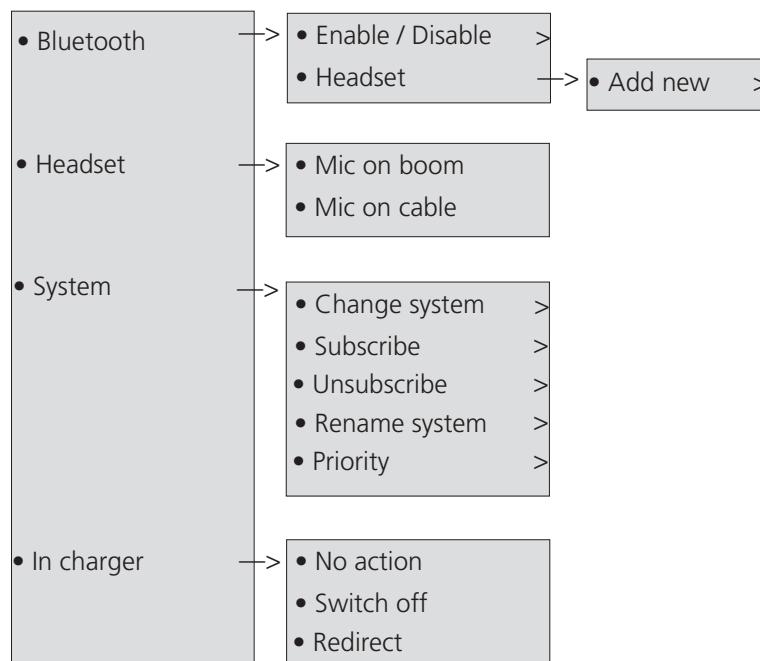 • Bluetooth
> • Enable / Disable >
• Headset
> • Add new >
• Headset
> • Mic on boom
• Mic on cable
• System
> • Change system >
• Subscribe >
• Unsubscribe >
• Rename system >
• Priority >
• In charger
> • No action
• Switch off
• Redirect